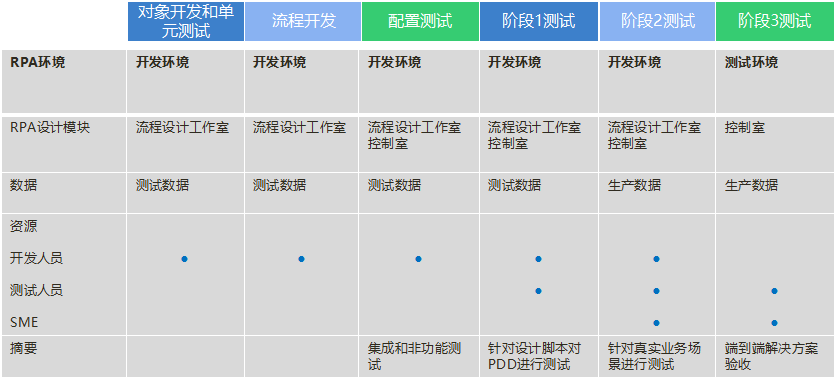 对象开发和单
元测试
流程开发
配置测试
阶段1测试
阶段2测试
阶段3测试
RPA环境
开发环境
开发环境
开发环境
开发环境
开发环境
测试环境
RPA设计模块
流程设计工作室
流程设计工作室
流程设计工作室
控制室
流程设计工作室
控制室
流程设计工作室
控制室
控制室
数据
测试数据
测试数据
测试数据
测试数据
生产数据
生产数据
资源
开发人员
测试人员
SME
摘要
集成和非功能测
试
针对设计脚本对
PDD进行测试
针对真实业务场
景进行测试
端到端解决方案
验收